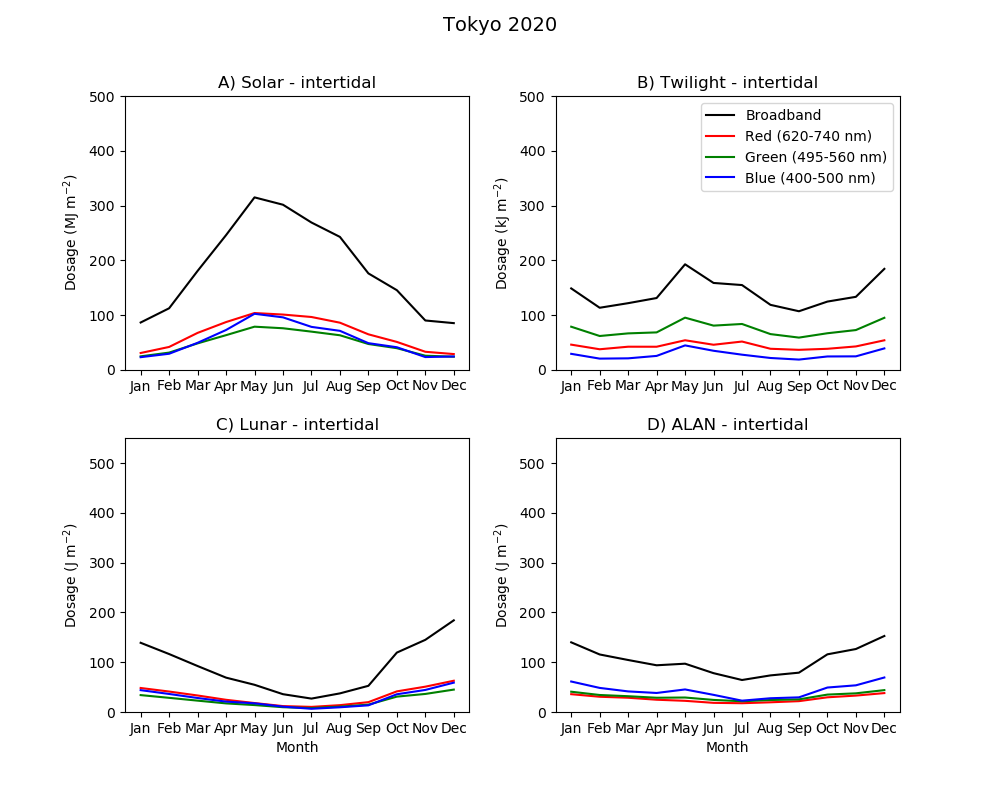 Tokyo 2020
A) Solar - intertidal
500
400
300
200
100
0
Dosage (MJ m⁻²)
Jan Feb Mar Apr May Jun Jul Aug Sep Oct Nov Dec
B) Twilight - intertidal
500
400
300
200
100
0
Dosage (kJ m⁻²)
Broadband
Red (620-740 nm)
Green (495-560 nm)
Blue (400-500 nm)
Jan Feb Mar Apr May Jun Jul Aug Sep Oct Nov Dec
C) Lunar - intertidal
500
400
300
200
100
0
Dosage (J m⁻²)
Jan Feb Mar Apr May Jun Jul Aug Sep Oct Nov Dec
Month
D) ALAN - intertidal
500
400
300
200
100
0
Dosage (J m⁻²)
Jan Feb Mar Apr May Jun Jul Aug Sep Oct Nov Dec
Month